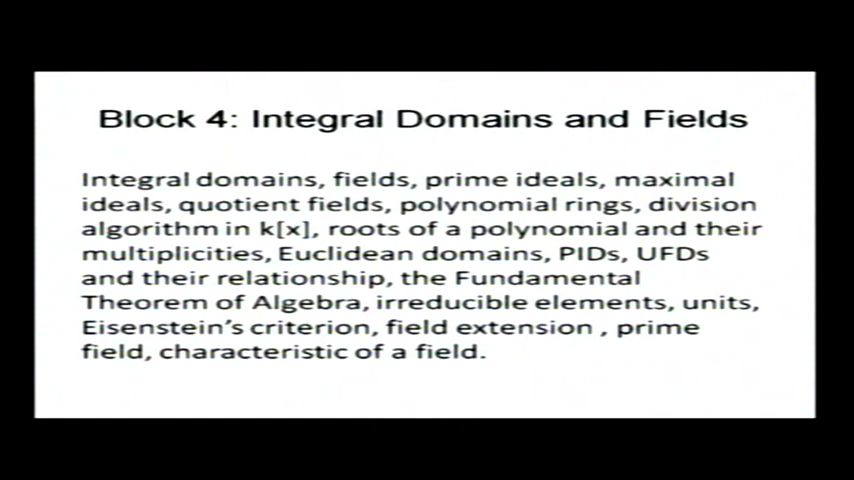 Block 4: Integral Domains and Fields
Integral domains, fields, prime ideals, maximal
ideals, quotient fields, polynomial rings, division
algorithm in k[x], roots of a polynomial and their
multiplicities, Euclidean domains, PIDs, UFDs
and their relationship, the Fundamental
Theorem of Algebra, irreducible elements, units,
Eisenstein's criterion, field extension , prime
field, characteristic of a field.